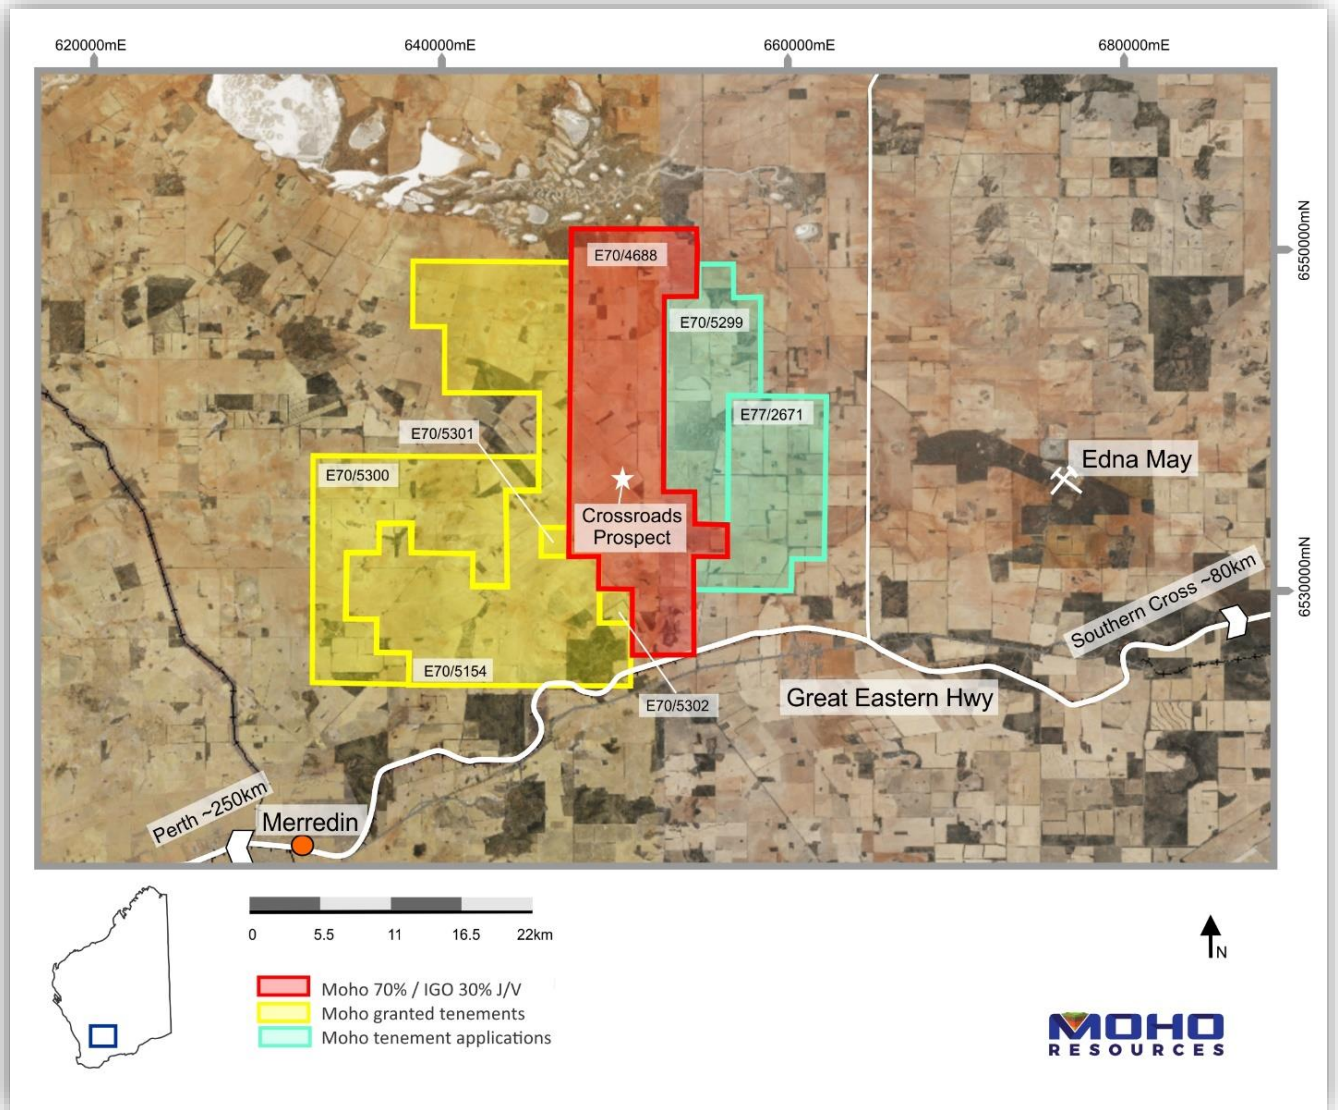 620000mE
640000mE
660000mE
680000mE
6550000mN
6530000mN
E70/4688
E70/5299
E77/2671
E70/5301
E70/5300
Edna May
Crossroads
Prospect
Southern Cross ~80km
E70/5154
E70/5302
Great Eastern Hwy
Perth ~250km
Merredin
0 5.5 11 16.5 22km
N
Moho 70% / IGO 30% J/V
Moho granted tenements
Moho tenement applications
MOHO
RESOURCES